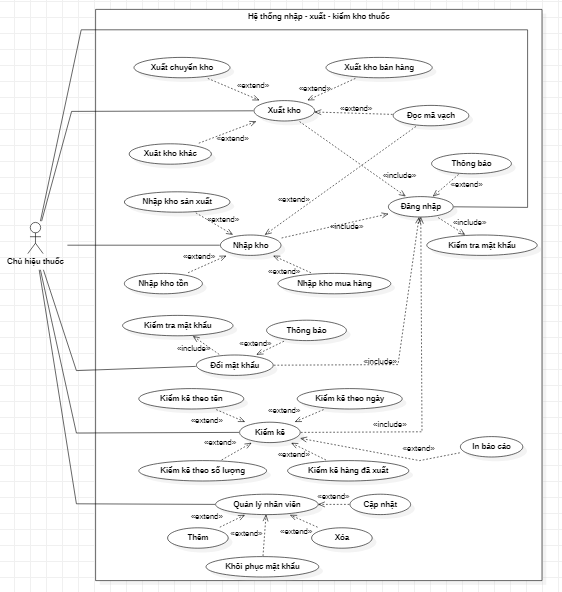 Hệ thống nhập - xuất - kiểm kho thuốc
Xuất chuyển kho
Xuất kho bán hàng
«extend»
«extend»
Xuất kho
«extend»
Đọc mã vạch
«extend»
Xuất kho khác
Thông báo
«include»
«extend»
Nhập kho sản xuất
«extend»
Đăng nhập
«extend»
«include»
«include»
Chủ hiệu thuốc
Nhập kho
Kiểm tra mật khẩu
«extend»
«extend»
Nhập kho tồn
Nhập kho mua hàng
Kiểm tra mật khẩu
Thông báo
«include»
«extend»
Đổi mật khẩu
«include»
Kiểm kê theo tên
Kiểm kê theo ngày
«extend»
«extend»
«include»
Kiểm kê
«extend»
«extend»
«extend»
In báo cáo
Kiểm kê theo số lượng
Kiểm kê hàng đã xuất
Quản lý nhân viên
«extend»
Cập nhật
«extend»
«extend»
«extend»
Thêm
Xóa
Khôi phục mật khẩu